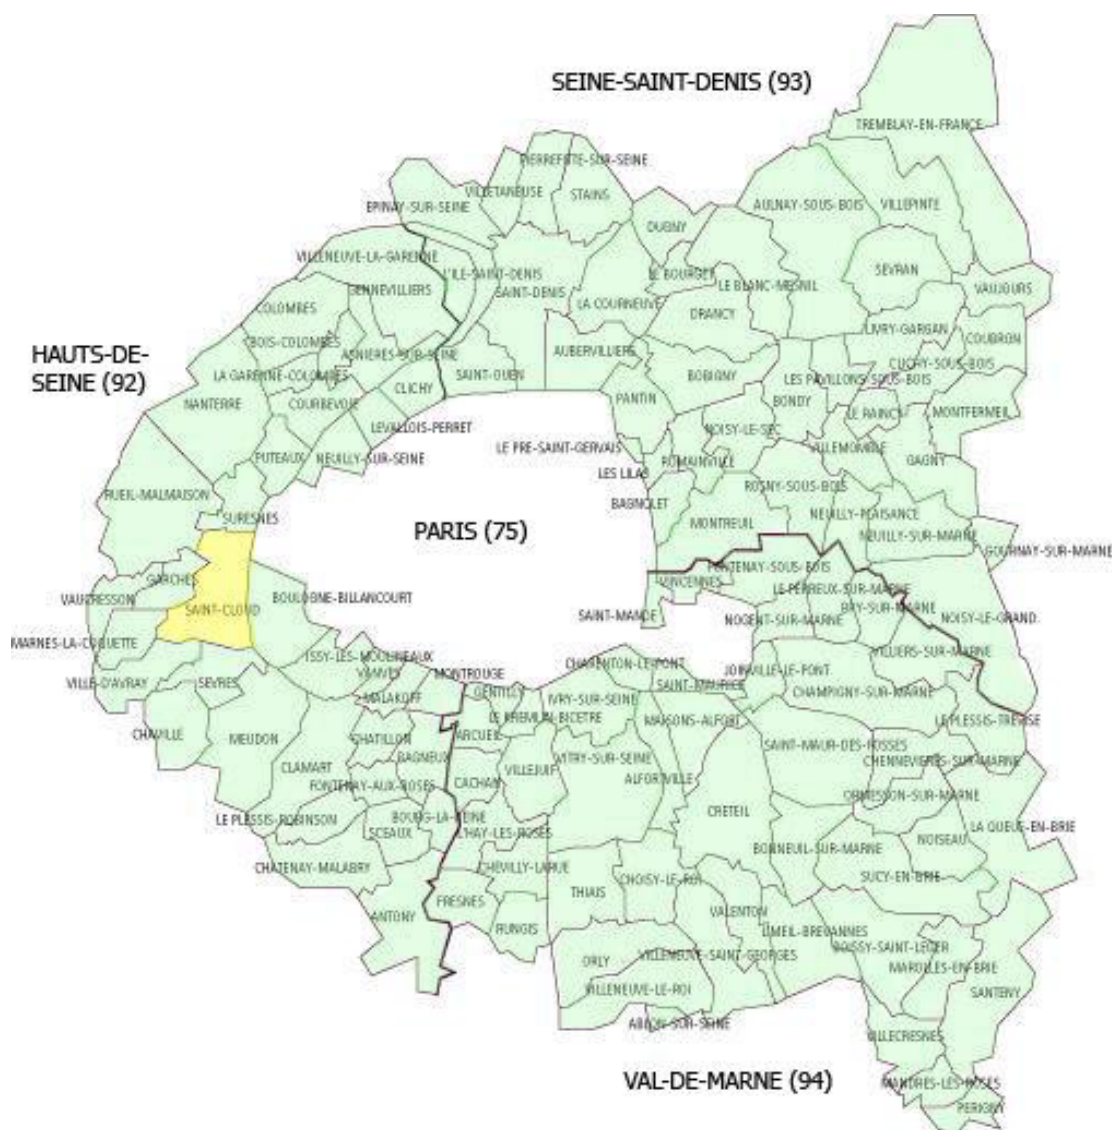 SEINE-SAINT-DENIS (93)
TREMBLAY-EN-FRANCE
PIERREFITTE-SUR-SEINE
VILLETANEUSE
STAINS
EPINAY-SUR-SEINE
AULNAY-SOUS-BOIS
VILLEPINTE
DUGNY
VILLENEUVE-LA-GARENNE
L'ILE-SAINT-DENIS
LE BOURGET
SEVRAN
GENNEVILLIERS
SAINT-DENIS
LE BLANC-MESNIL
VAUJOURS
COLOMBES
LA COURNEUVE
DRANCY
LIVRY-GARGAN
COUBRON
BOIS-COLOMBES
HAUTS-DE-
SEINE (92)
ASNIERES-SUR-SEINE
AUBERVILLIERS
CLICHY-SOUS-BOIS
LA GARENNE-COLOMBES
SAINT-OUEN
BOBIGNY
LES PAVILLONS-SOUS-BOIS
CLICHY
NANTERRE
COURBEVOIE
PANTIN
BONDY
LE RAINCY
MONTFERMEIL
LEVALLOIS-PERRET
NOISY-LE-SEC
LE PRE-SAINT-GERVAIS
VILLEMOMBLE
PUTEAUX
NEUILLY-SUR-SEINE
ROMAINVILLE
GAGNY
LES LILAS
RUEIL-MALMAISON
ROSNY-SOUS-BOIS
BAGNOLET
SURESNES
PARIS (75)
MONTREUIL
NEUILLY-PLAISANCE
NEUILLY-SUR-MARNE
GOURNAY-SUR-MARNE
FONTENAY-SOUS-BOIS
GARCHES
VINCENNES
LE PERREUX-SUR-MARNE
VAUCRESSON
BOULOGNE-BILLANCOURT
SAINT-CLOUD
BRY-SUR-MARNE
SAINT-MANDE
NOGENT-SUR-MARNE
NOISY-LE-GRAND
MARNES-LA-COQUETTE
VILLIERS-SUR-MARNE
ISSY-LES-MOULINEAUX
CHARENTON-LE-PONT
JOINVILLE-LE-PONT
VANVES
MONTROUGE
VILLE-D'AVRAY
SEVRES
SAINT-MAURICE
GENTILLY
CHAMPIGNY-SUR-MARNE
MALAKOFF
IVRY-SUR-SEINE
LE KREMLIN-BICETRE
MAISONS-ALFORT
LE PLESSIS-TREVISE
CHAVILLE
MEUDON
CHATILLON
ARCUEIL
SAINT-MAUR-DES-FOSSES
BAGNEUX
VITRY-SUR-SEINE
CHENNEVIERES-SUR-MARNE
CLAMART
VILLEJUIF
ALFORTVILLE
FONTENAY-AUX-ROSES
CACHAN
ORMESSON-SUR-MARNE
CRETEIL
LE PLESSIS-ROBINSON
BOURG-LA-REINE
LA QUEUE-EN-BRIE
SCEAUX
L'HAY-LES-ROSES
NOISEAU
BONNEUIL-SUR-MARNE
CHATENAY-MALABRY
CHEVILLY-LARUE
SUCY-EN-BRIE
CHOISY-LE-ROI
THIAIS
FRESNES
VALENTON
ANTONY
RUNGIS
LIMEIL-BREVANNES
BOISSY-SAINT-LEGER
VILLENEUVE-SAINT-GEORGES
ORLY
MAROLLES-EN-BRIE
VILLENEUVE-LE-ROI
SANTENY
ABLON-SUR-SEINE
VILLECRESNES
VAL-DE-MARNE (94)
MANDRES-LES-ROSES
PERIGNY